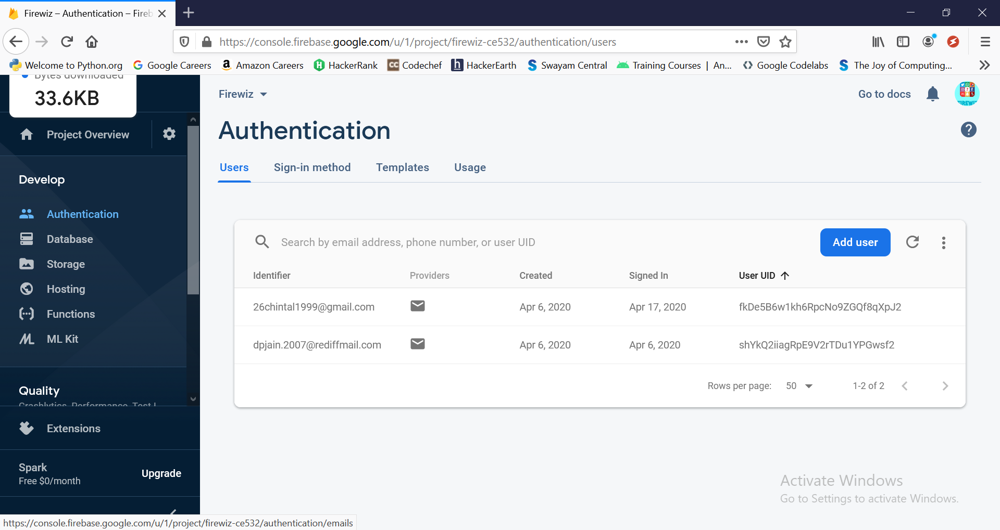 Firewiz – Authentication – Fireb
https://console.firebase.google.com/u/1/project/firewiz-ce532/authentication/users
Welcome to Python.org
Google Careers
Amazon Careers
HackerRank
Codechef
HackerEarth
Swayam Central
Training Courses | An...
Google Codelabs
The Joy of Computing...
Bytes downloaded
33.6KB
Project Overview
Develop
Authentication
Database
Storage
Hosting
Functions
ML Kit
Quality
Crashlytics, Performance, Test L
Extensions
Spark
Free $0/month
Upgrade
Firewiz
Go to docs
FIREWIZ
Authentication
Users
Sign-in method
Templates
Usage
Search by email address, phone number, or user UID
Add user
Identifier Providers Created Signed In User UID
26chintal1999@gmail.com Apr 6, 2020 Apr 17, 2020 fkDe5B6w1kh6RpcNo9ZGQf8qXpJ2
dpjain.2007@rediffmail.com Apr 6, 2020 Apr 6, 2020 shYkQ2iiagRpE9V2rTDu1YPGwsf2
Rows per page: 50 1-2 of 2
Activate Windows
Go to Settings to activate Windows.
https://console.firebase.google.com/u/1/project/firewiz-ce532/authentication/emails